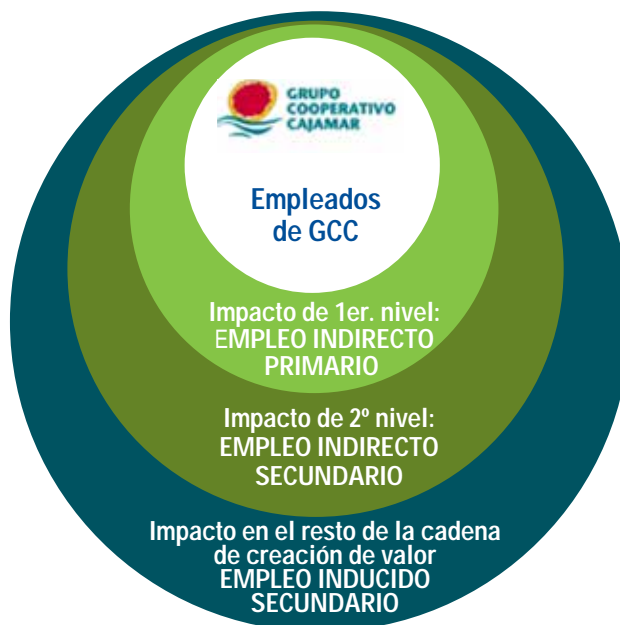 GRUPO
COOPERATIVO
CAJAMAR
Empleados
de GCC
Impacto de 1er. nivel:
EMPLEO INDIRECTO
PRIMARIO
Impacto de 2º nivel:
EMPLEO INDIRECTO
SECUNDARIO
Impacto en el resto de la cadena
de creación de valor
EMPLEO INDUCIDO
SECUNDARIO